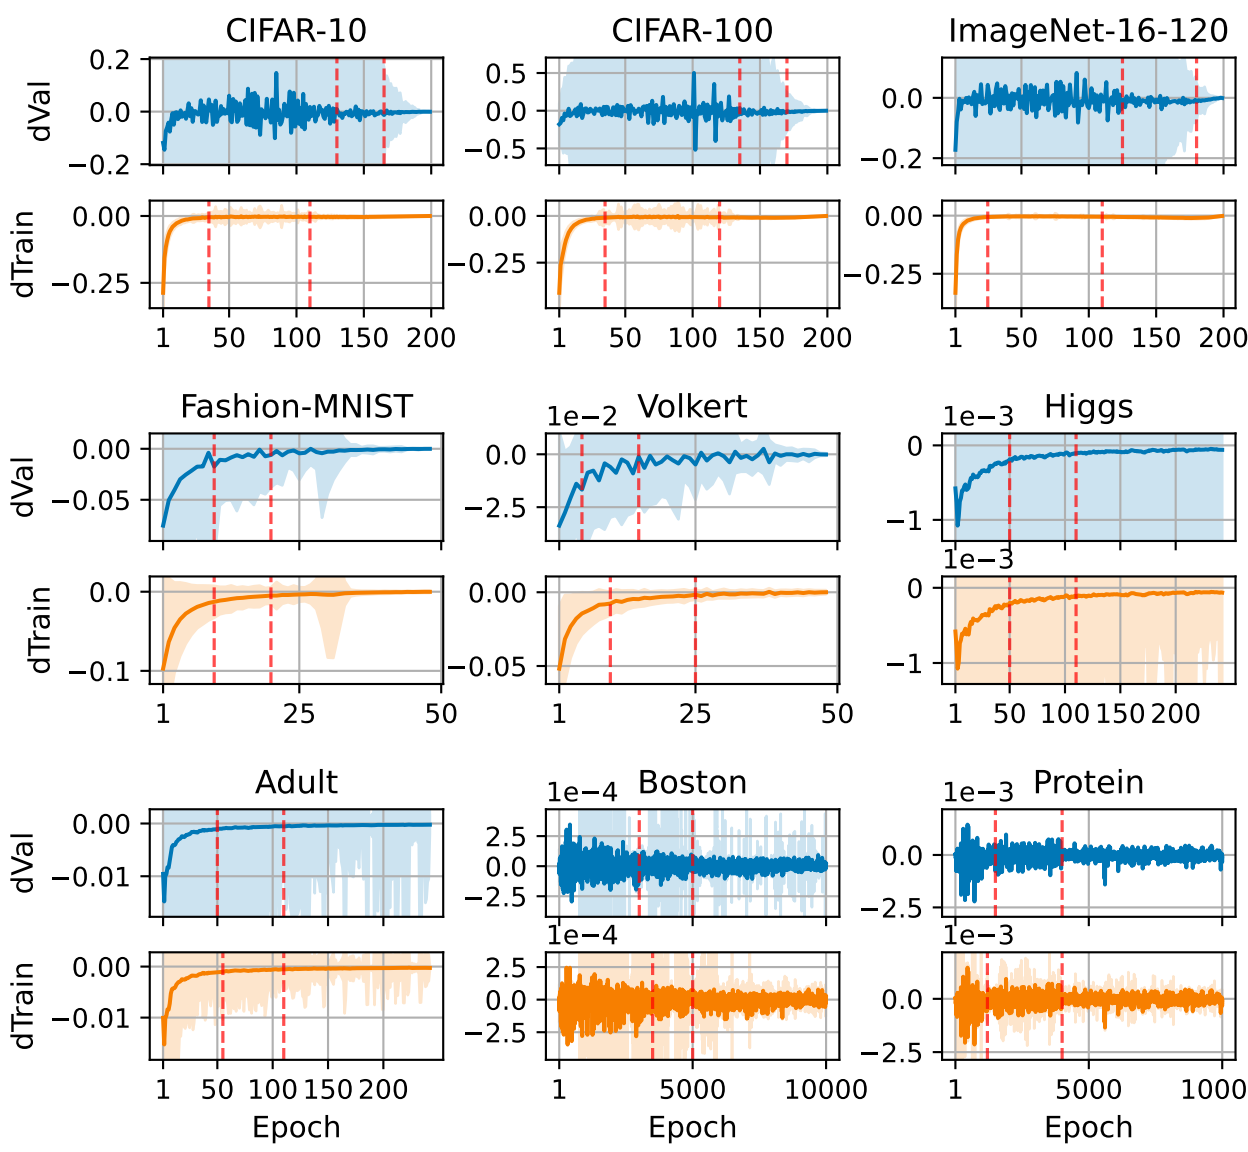 CIFAR-10 CIFAR-100 ImageNet-16-120
dVal 0.2 0.0 −0.2 0.5 0.0 −0.5 0.0 −0.2
dTrain 0.00 −0.25 0.00 −0.25 0.00 −0.25
1 50 100 150 200 1 50 100 150 200 1 50 100 150 200
Fashion-MNIST 1e−2 Volkert 1e−3 Higgs
dVal 0.00 −0.05 0.0 −2.5 0 −1
1e−3
dTrain 0.0 −0.1 0.00 −0.05 0 −1
1 25 50 1 25 50 1 50 100 150 200
Adult 1e−4 Boston 1e−3 Protein
dVal 0.00 −0.01 2.5 0.0 −2.5 0.0 −2.5
1e−4 1e−3
dTrain 0.00 −0.01 2.5 0.0 −2.5 0.0 −2.5
1 50 100 150 200 1 5000 10000 1 5000 1000
Epoch Epoch Epoch